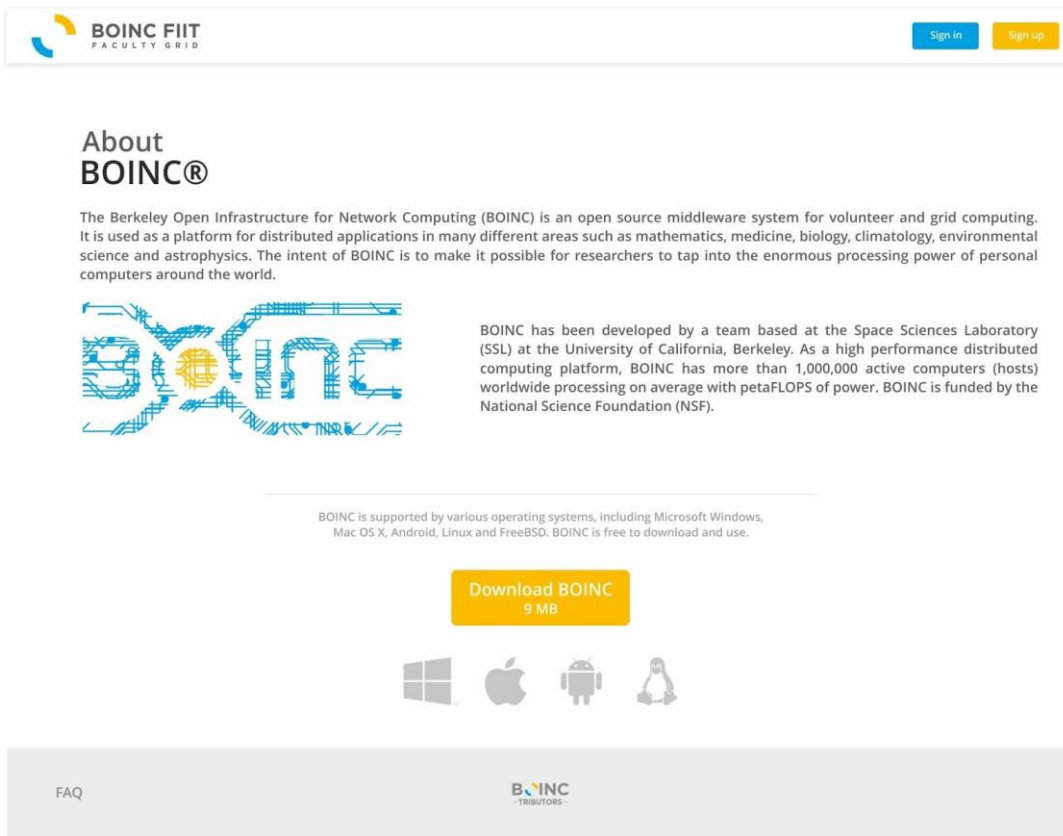 BOINC FIIT
FACULTY GRID
Sign in
Sign up
About
BOINC®
The Berkeley Open Infrastructure for Network Computing (BOINC) is an open source middleware system for volunteer and grid computing.
It is used as a platform for distributed applications in many different areas such as mathematics, medicine, biology, climatology, environmental
science and astrophysics. The intent of BOINC is to make it possible for researchers to tap into the enormous processing power of personal
computers around the world.
BOINC
BOINC has been developed by a team based at the Space Sciences Laboratory
(SSL) at the University of California, Berkeley. As a high performance distributed
computing platform, BOINC has more than 1,000,000 active computers (hosts)
worldwide processing on average with petaFLOPS of power. BOINC is funded by the
National Science Foundation (NSF).
BOINC is supported by various operating systems, including Microsoft Windows,
Mac OS X, Android, Linux and FreeBSD. BOINC is free to download and use.
Download BOINC
9 MB
FAQ
BOINC
- TRIBUTORS -